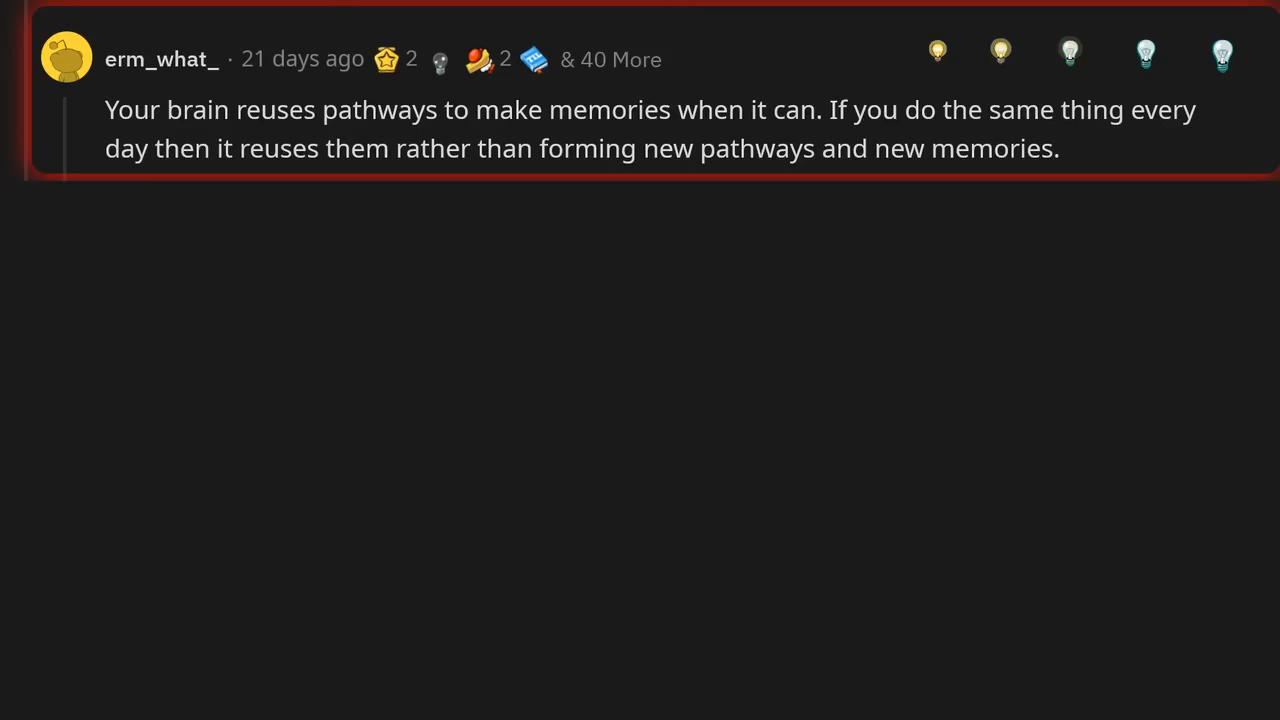 erm_what_ · 21 days ago 2 2 & 40 More
Your brain reuses pathways to make memories when it can. If you do the same thing every
day then it reuses them rather than forming new pathways and new memories.